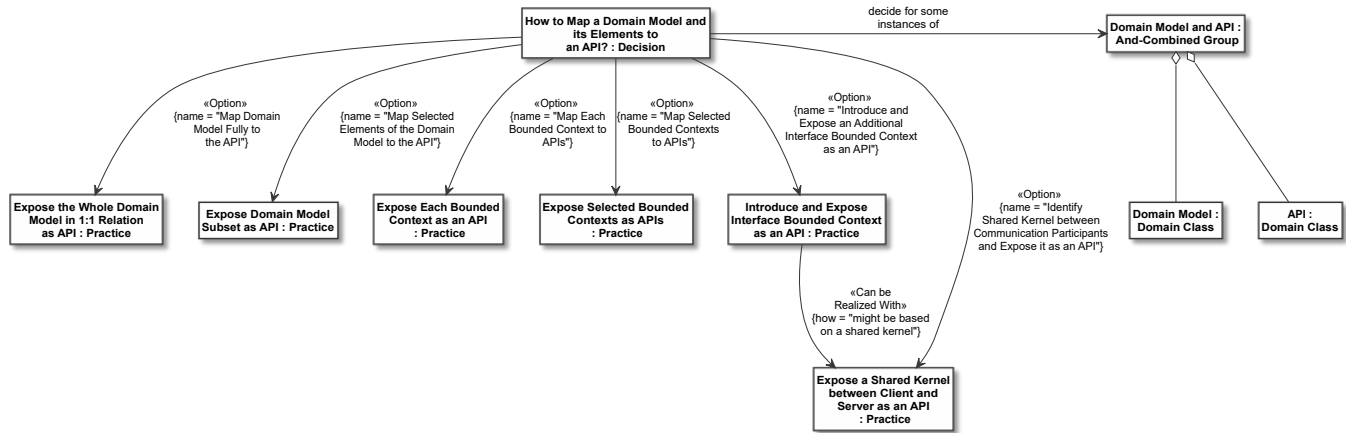 How to Map a Domain Model and
its Elements to
an API? : Decision
decide for some
instances of
Domain Model and API :
And-Combined Group
«Option»
{name = "Map Domain
Model Fully to
the API"}
«Option»
{name = "Map Selected
Elements of the Domain
Model to the API"}
«Option»
{name = "Map Each
Bounded Context to
APIs"}
«Option»
{name = "Map Selected
Bounded Contexts
to APIs"}
«Option»
{name = "Introduce and
Expose an Additional
Interface Bounded Context
as an API"}
«Option»
{name = "Identify
Shared Kernel between
Communication Participants
and Expose it as an API"}
Expose the Whole Domain
Model in 1:1 Relation
as API : Practice
Expose Domain Model
Subset as API : Practice
Expose Each Bounded
Context as an API
: Practice
Expose Selected Bounded
Contexts as APIs
: Practice
Introduce and Expose
Interface Bounded Context
as an API : Practice
Domain Model :
Domain Class
API :
Domain Class
«Can be
Realized With»
{how = "might be based
on a shared kernel"}
Expose a Shared Kernel
between Client and
Server as an API
: Practice